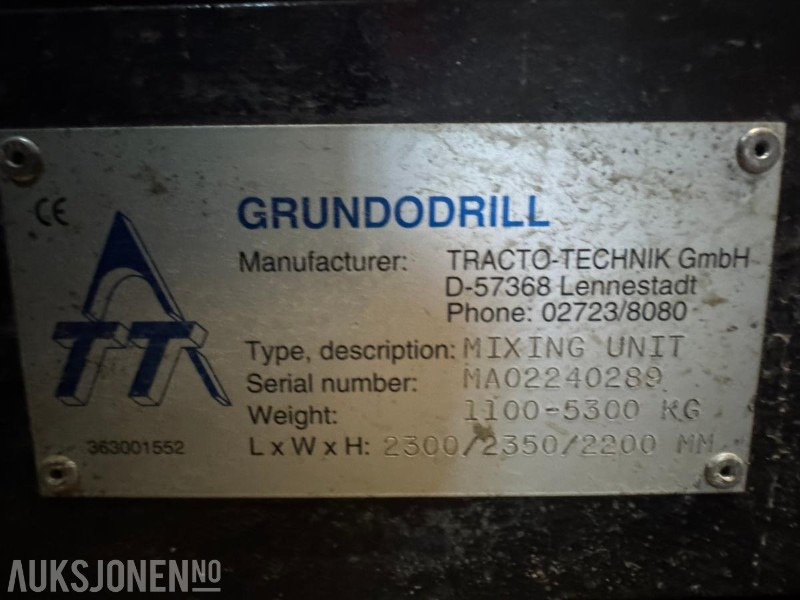 CE
GRUNDODRILL
Manufacturer: TRACTO-TECHNIK GmbH
D-57368 Lennestadt
Phone: 02723/8080
TT
Type, description: MIXING UNIT
Serial number: MA02240289
Weight: 1100-5300 KG
363001552
L x W x H: 2300/2350/2200 MM
AUKSJONEN.NO